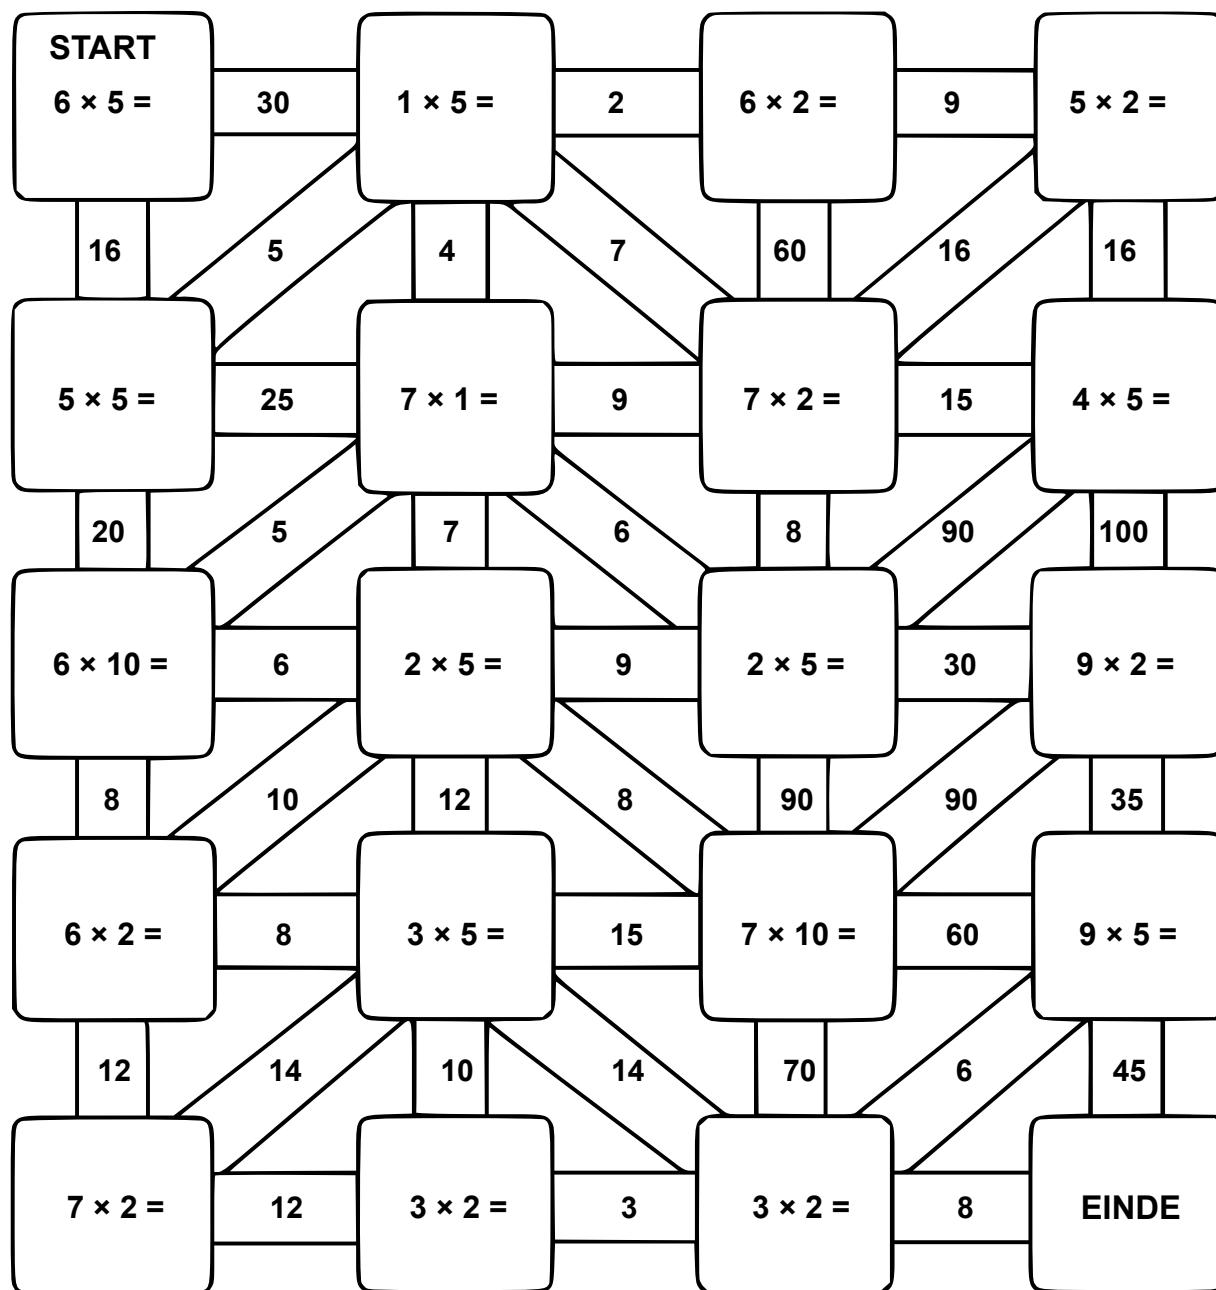 START
6 × 5 = 30 1 × 5 = 2 6 × 2 = 9 5 × 2 =
16 5 4 7 60 16 16
5 × 5 = 25 7 × 1 = 9 7 × 2 = 15 4 × 5 =
20 5 7 6 8 90 100
6 × 10 = 6 2 × 5 = 9 2 × 5 = 30 9 × 2 =
8 10 12 8 90 90 35
6 × 2 = 8 3 × 5 = 15 7 × 10 = 60 9 × 5 =
12 14 10 14 70 6 45
7 × 2 = 12 3 × 2 = 3 3 × 2 = 8 EINDE